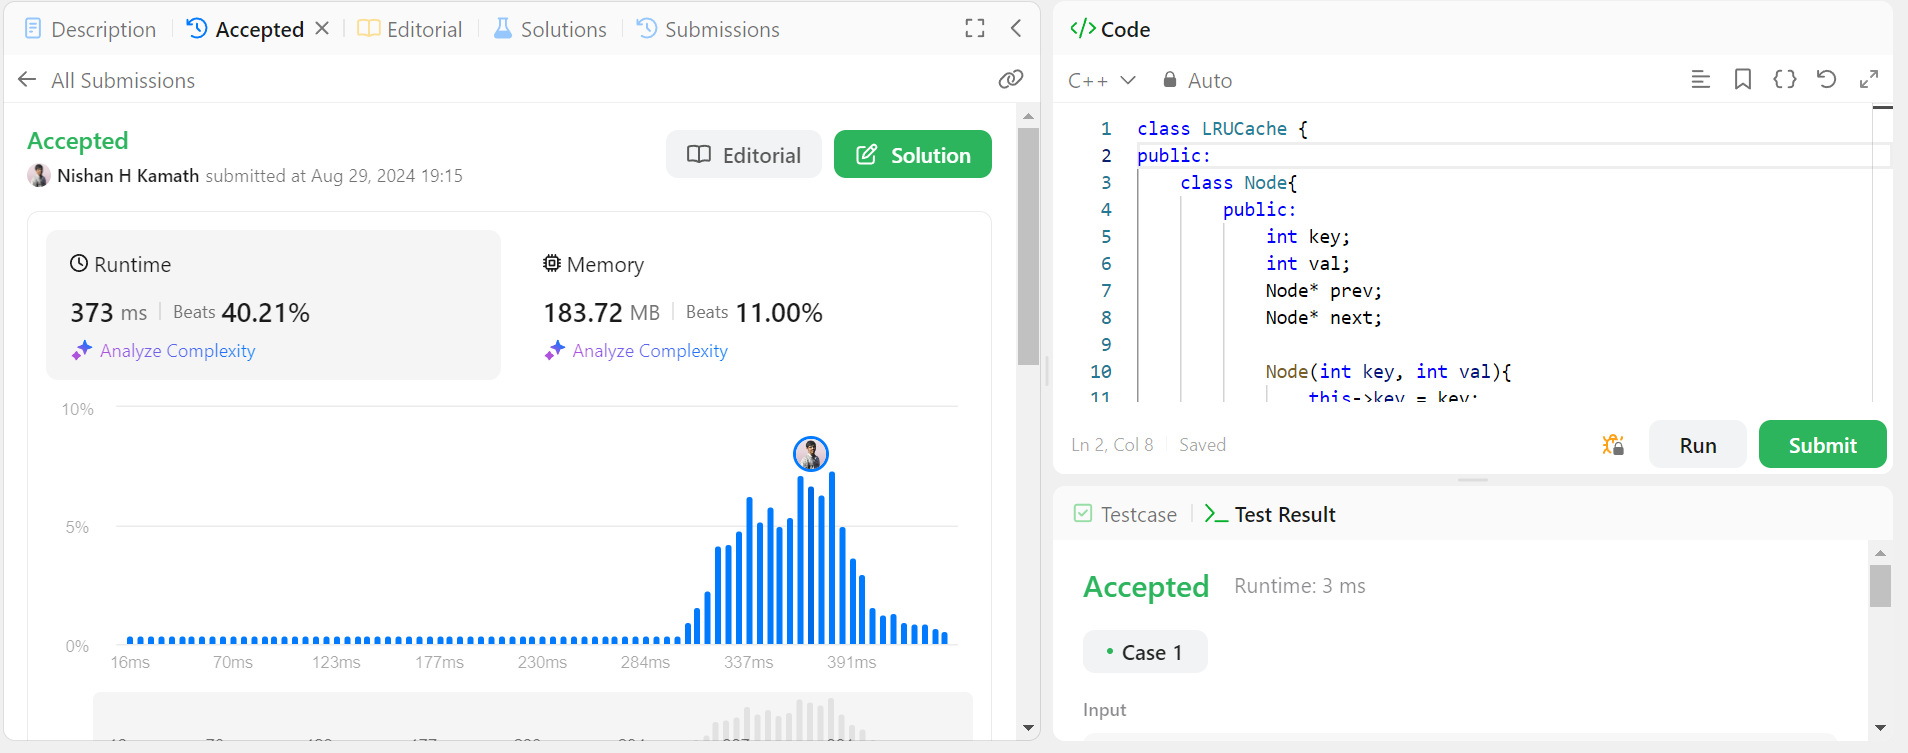 Description
Accepted
Editorial
Solutions
Submissions
All Submissions
Accepted
Nishan H Kamath submitted at Aug 29, 2024 19:15
Editorial
Solution
Runtime
373 ms
Beats 40.21%
Analyze Complexity
Memory
183.72 MB
Beats 11.00%
Analyze Complexity
10%
5%
0%
16ms 70ms 123ms 177ms 230ms 284ms 337ms 391ms
</> Code
C++
Auto
1 class LRUCache {
2 public:
3 class Node{
4 public:
5 int key;
6 int val;
7 Node* prev;
8 Node* next;
9
10 Node(int key, int val){
11 this->key = key;
Ln 2, Col 8
Saved
Run
Submit
Testcase
Test Result
Accepted
Runtime: 3 ms
Case 1
Input